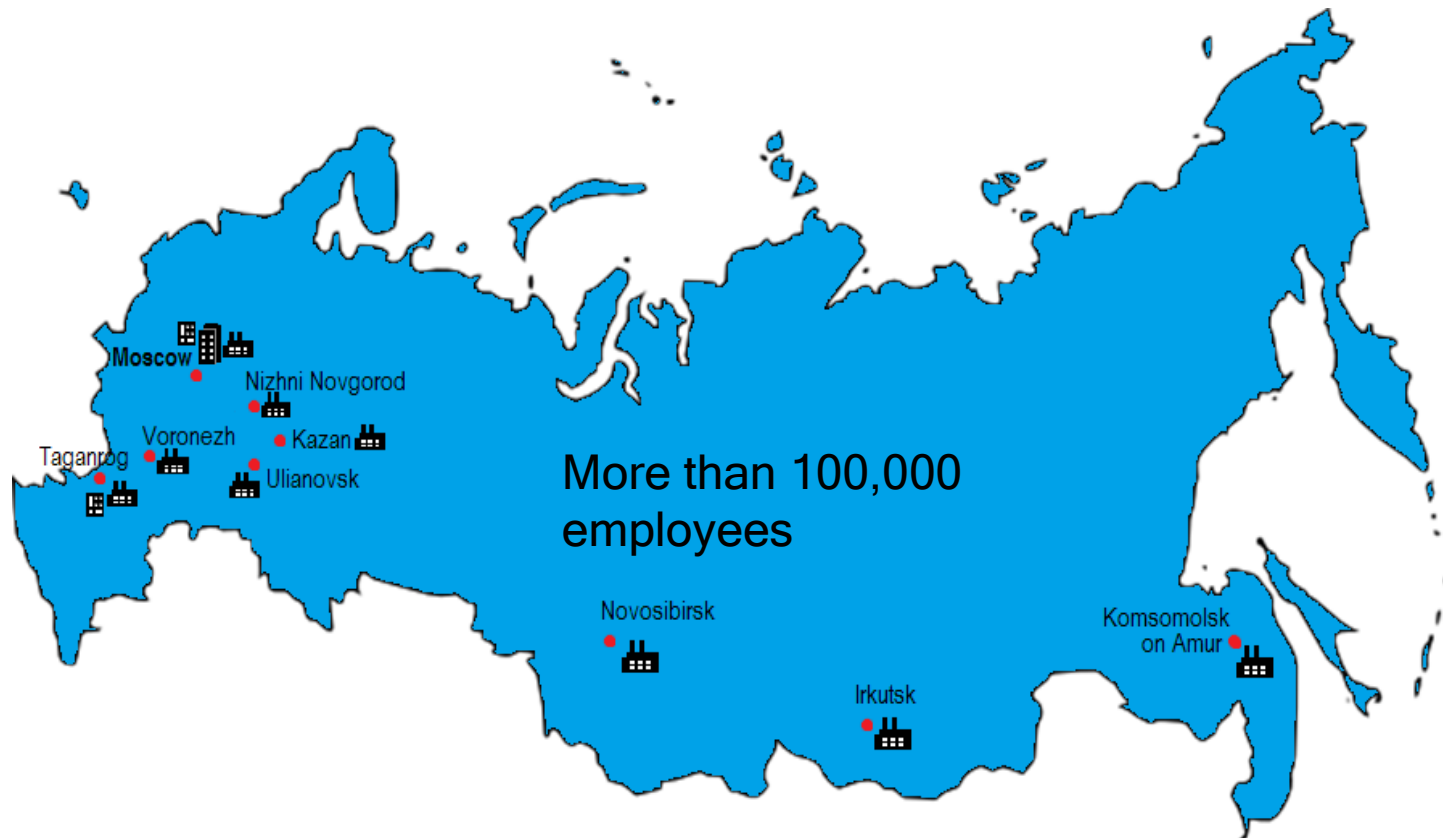 Moscow
Nizhni Novgorod
Kazan
Voronezh
Taganrog
Ulianovsk
More than 100,000
employees
Novosibirsk
Komsomolsk
on Amur
Irkutsk